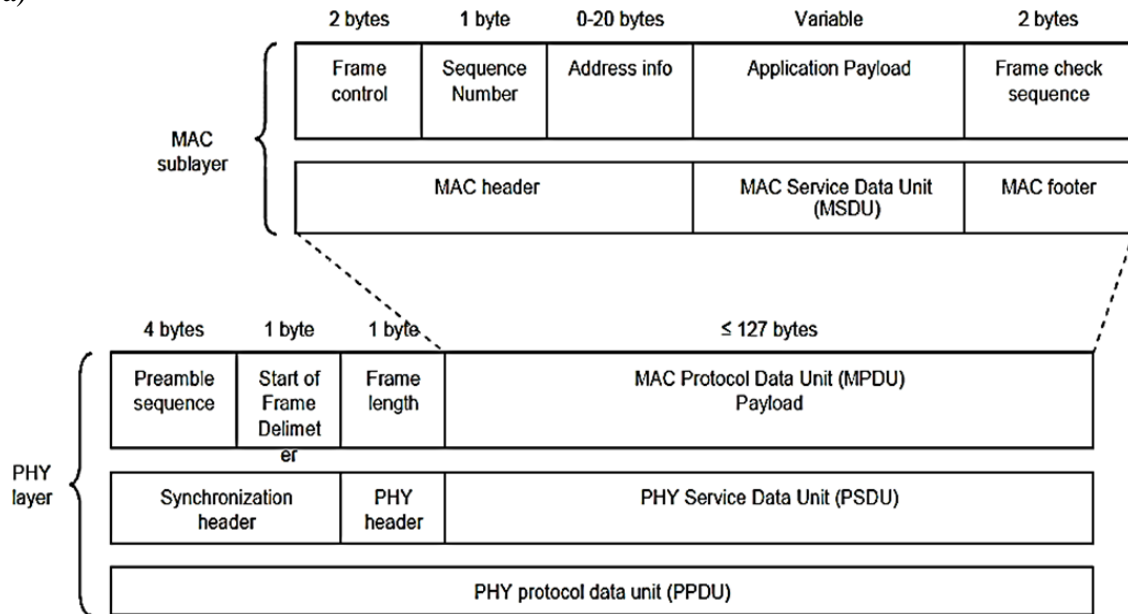 a)
2 bytes 1 byte 0-20 bytes Variable 2 bytes
Frame control
Sequence Number
Address info
Application Payload
Frame check sequence
MAC sublayer
MAC header
MAC Service Data Unit (MSDU)
MAC footer
4 bytes 1 byte 1 byte ≤ 127 bytes
Preamble sequence
Start of Frame Delimet er
Frame length
MAC Protocol Data Unit (MPDU) Payload
PHY layer
Synchronization header
PHY header
PHY Service Data Unit (PSDU)
PHY protocol data unit (PPDU)